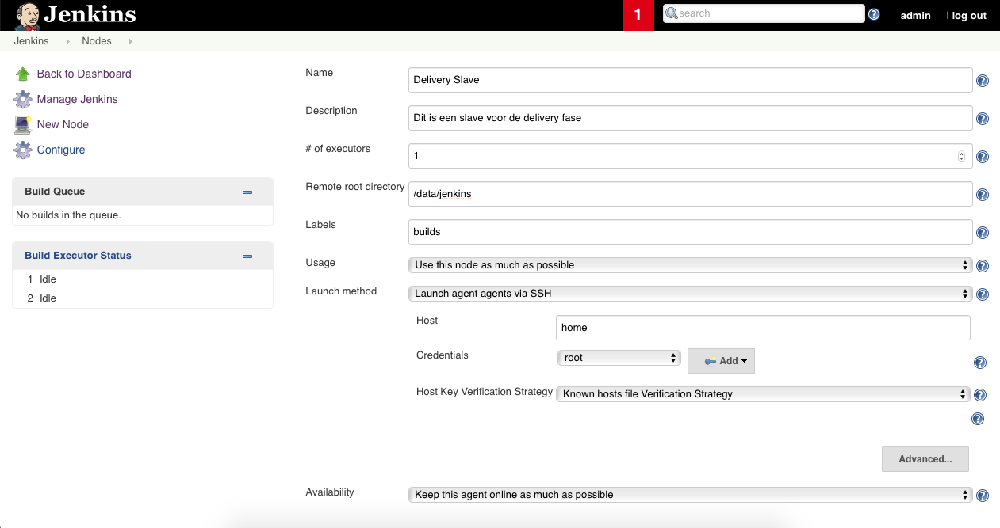 Jenkins
1
search
admin
| log out
Jenkins
Nodes
Back to Dashboard
Manage Jenkins
New Node
Configure
Build Queue
No builds in the queue.
Build Executor Status
1 Idle
2 Idle
Name
Delivery Slave
Description
Dit is een slave voor de delivery fase
# of executors
1
Remote root directory
/data/jenkins
Labels
builds
Usage
Use this node as much as possible
Launch method
Launch agent agents via SSH
Host
home
Credentials
root
Add
Host Key Verification Strategy
Known hosts file Verification Strategy
Advanced...
Availability
Keep this agent online as much as possible